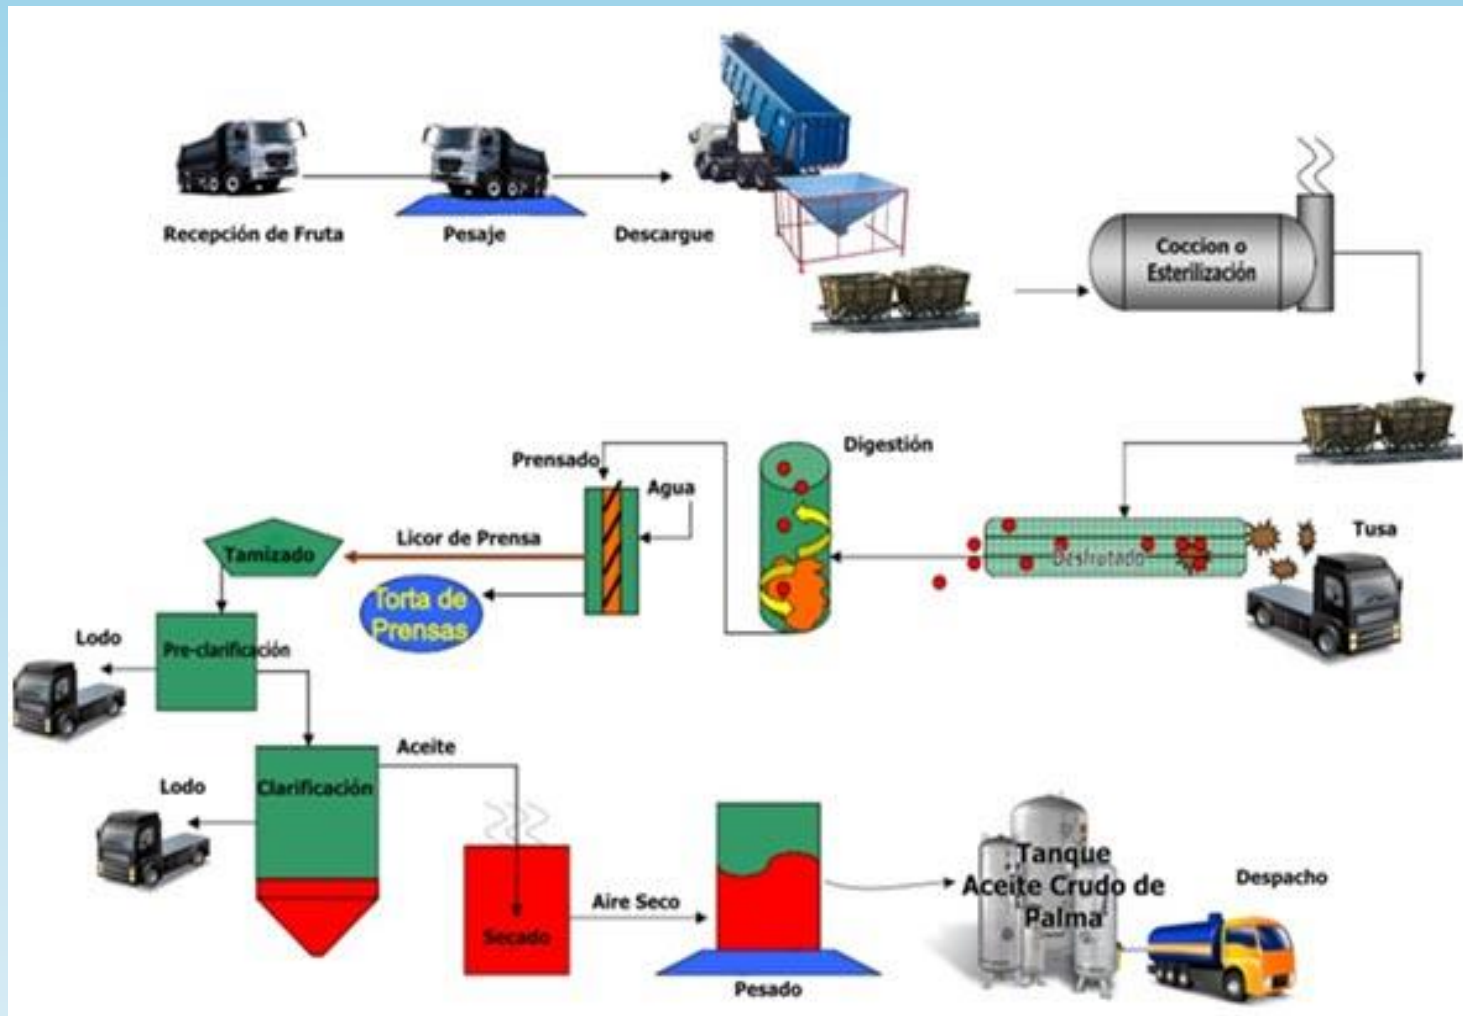 Recepción de Fruta
Pesaje
Descargue
Coccion o
Esterilización
Digestión
Prensado
Agua
Tusa
Licor de Prensa
Tamizado
Desfrutado
Torta de
Prensas
Lodo
Pre-clarificación
Aceite
Clarificación
Lodo
Tanque
Aceite Crudo de
Palma
Despacho
Aire Seco
Secado
Pesado